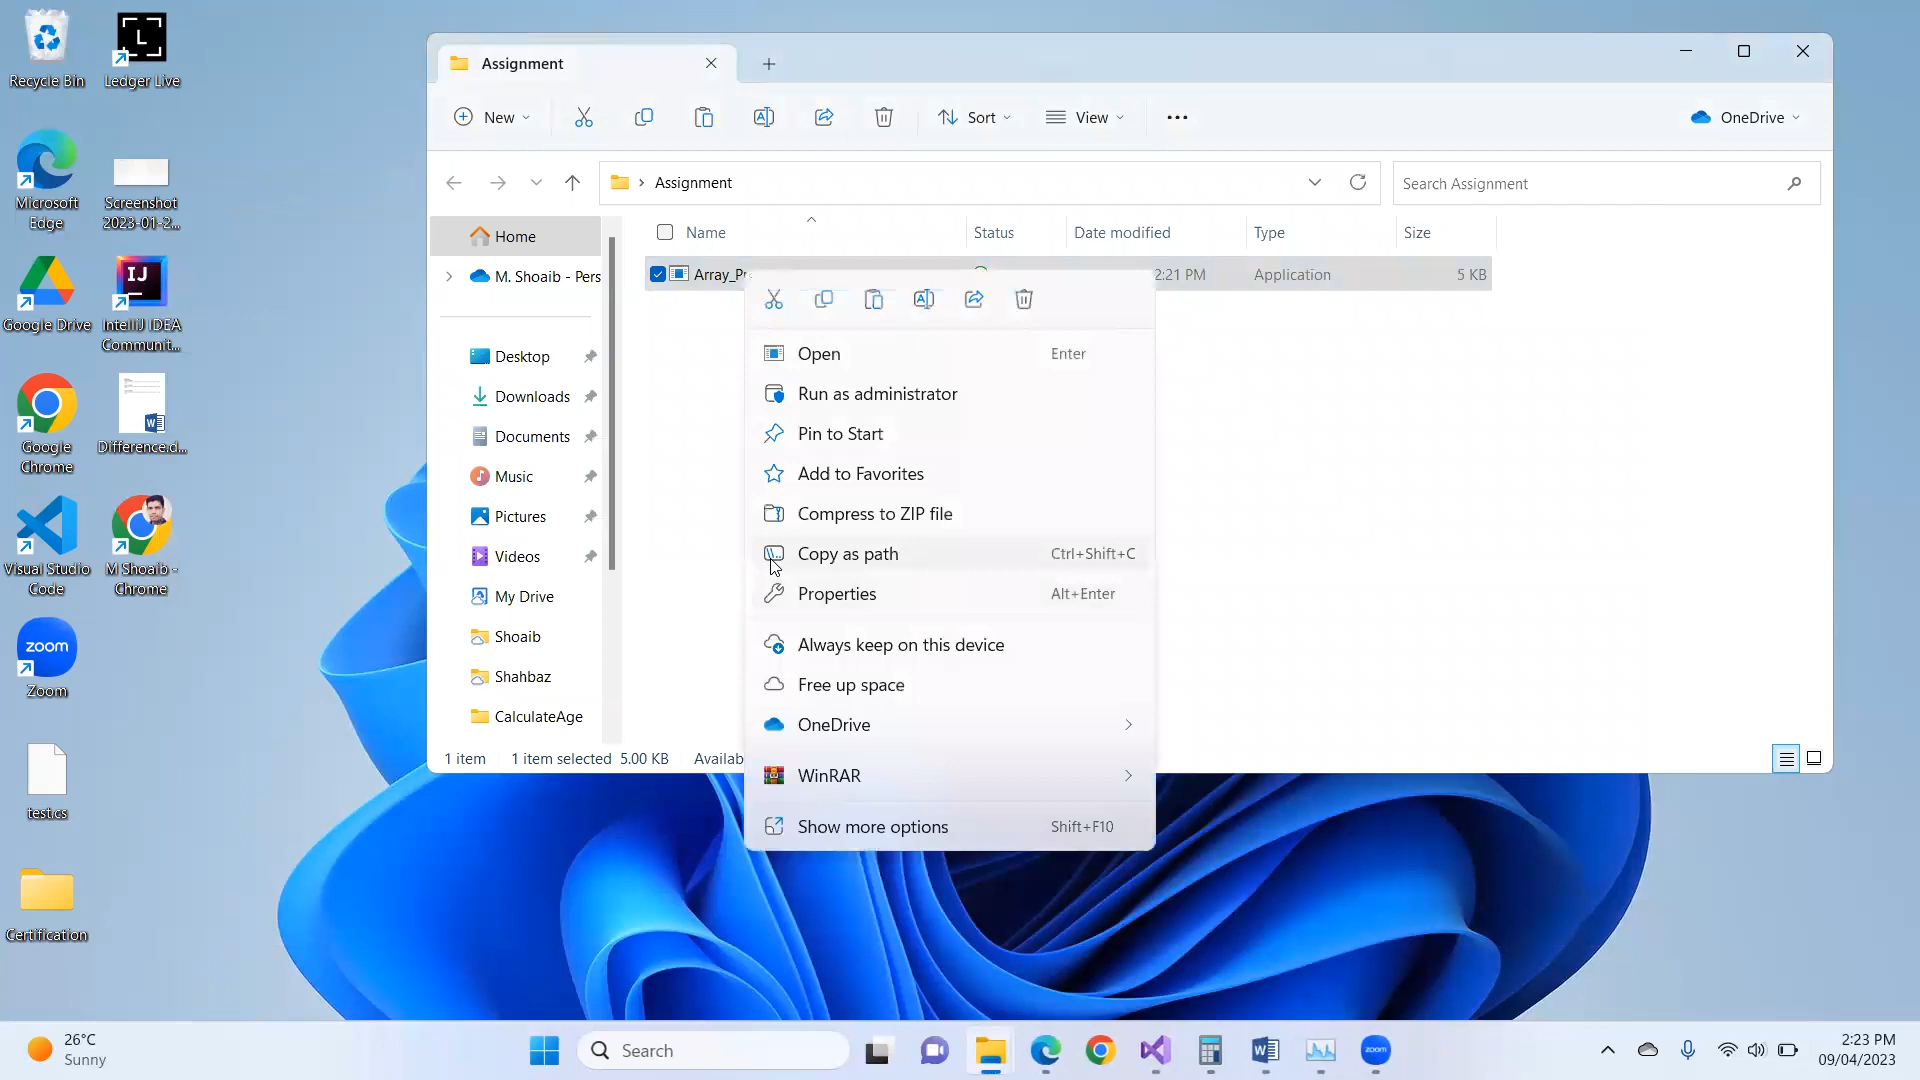 Recycle Bin
Ledger Live
Microsoft
Edge
Screenshot
2023-01-2...
Google Drive
IntelliJ IDEA
Communit...
Google
Chrome
Difference.d...
Visual Studio
Code
M Shoaib -
Chrome
zoom
Zoom
test.cs
Certification
Assignment
New
Sort
View
OneDrive
Assignment
Search Assignment
Name
Status
Date modified
Type
Size
Array_Pr
2:21 PM
Application
5 KB
Home
M. Shoaib - Pers
Desktop
Downloads
Documents
Music
Pictures
Videos
My Drive
Shoaib
Shahbaz
CalculateAge
1 item
1 item selected 5.00 KB
Availab
Open Enter
Run as administrator
Pin to Start
Add to Favorites
Compress to ZIP file
Copy as path Ctrl+Shift+C
Properties Alt+Enter
Always keep on this device
Free up space
OneDrive
WinRAR
Show more options Shift+F10
26°C
Sunny
Search
zoom
2:23 PM
09/04/2023